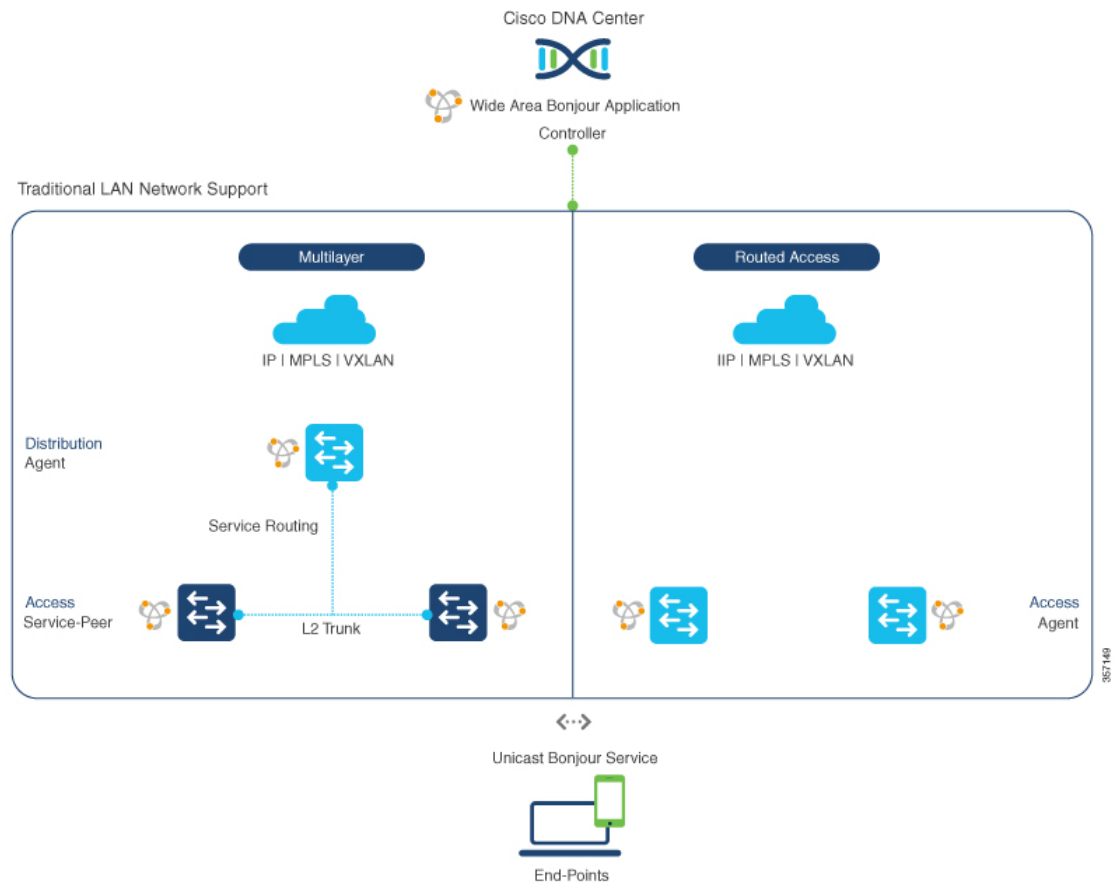 Cisco DNA Center
Wide Area Bonjour Application
Controller
Traditional LAN Network Support
Multilayer
Routed Access
IP | MPLS | VXLAN
IIP | MPLS | VXLAN
Distribution
Agent
Service Routing
Access
Service-Peer
L2 Trunk
Access
Agent
357149
Unicast Bonjour Service
End-Points